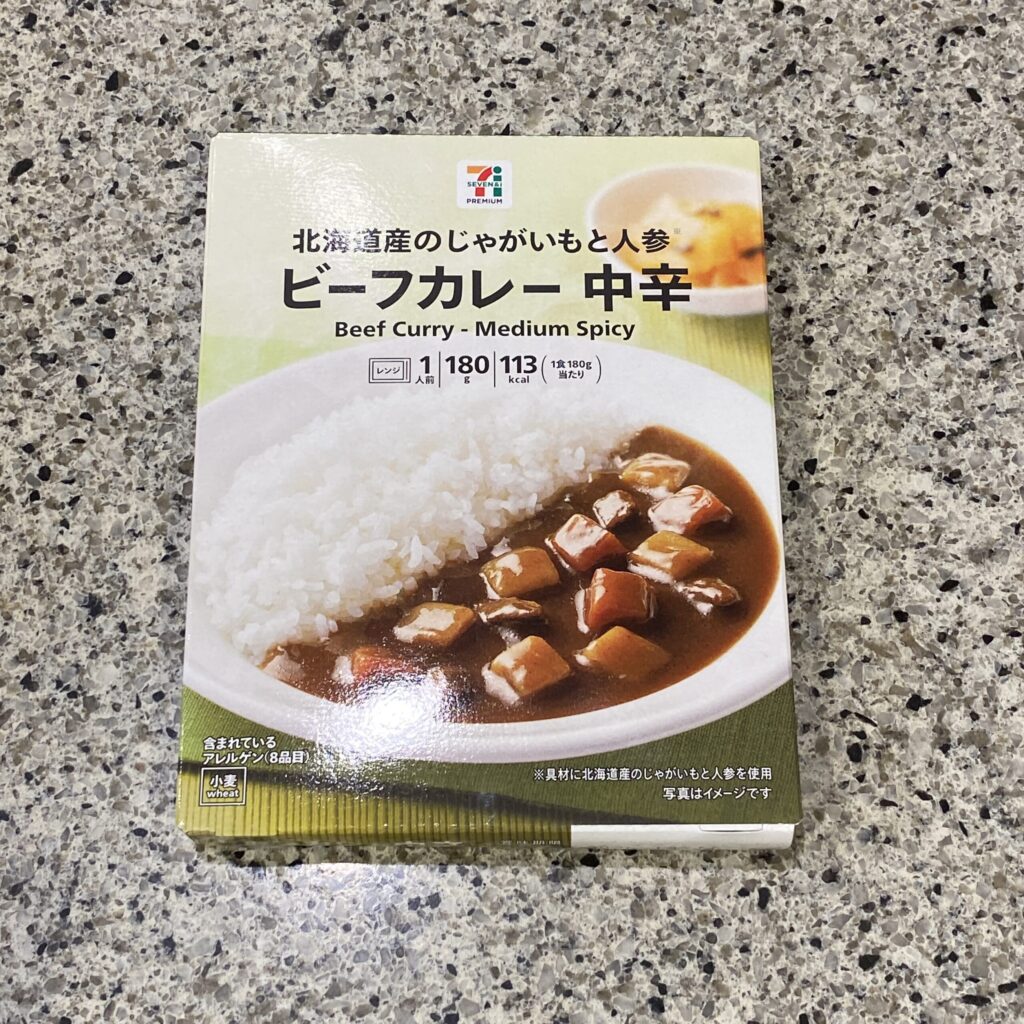 SEVEN&i
PREMIUM
北海道産のじゃがいもと人参※
ビーフカレー 中辛
Beef Curry - Medium Spicy
レンジ 1人前 180g 113kcal (1食180g当たり)
含まれている
アレルゲン(8品目)
小麦
wheat
※具材に北海道産のじゃがいもと人参を使用
写真はイメージです